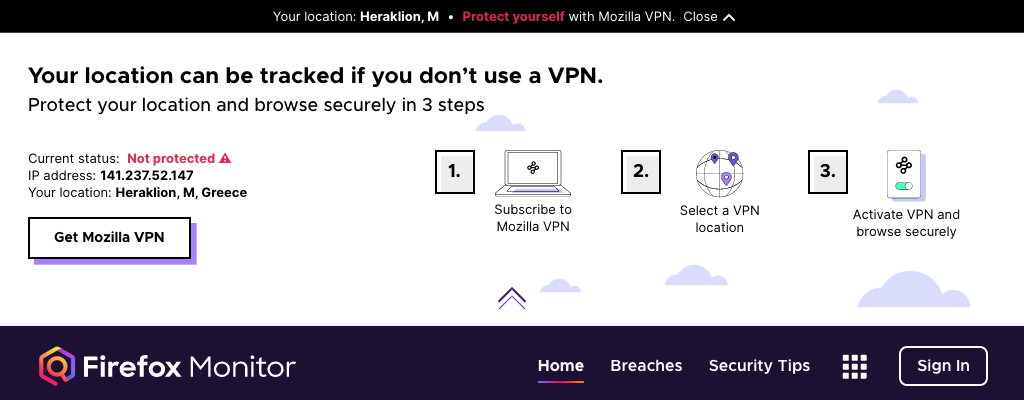 Your location: Heraklion, M • Protect yourself with Mozilla VPN. Close
Your location can be tracked if you don’t use a VPN.
Protect your location and browse securely in 3 steps
Current status: Not protected
IP address: 141.237.52.147
Your location: Heraklion, M, Greece
Get Mozilla VPN
1.
Subscribe to
Mozilla VPN
2.
Select a VPN
location
3.
Activate VPN and
browse securely
Firefox Monitor
Home
Breaches
Security Tips
Sign In